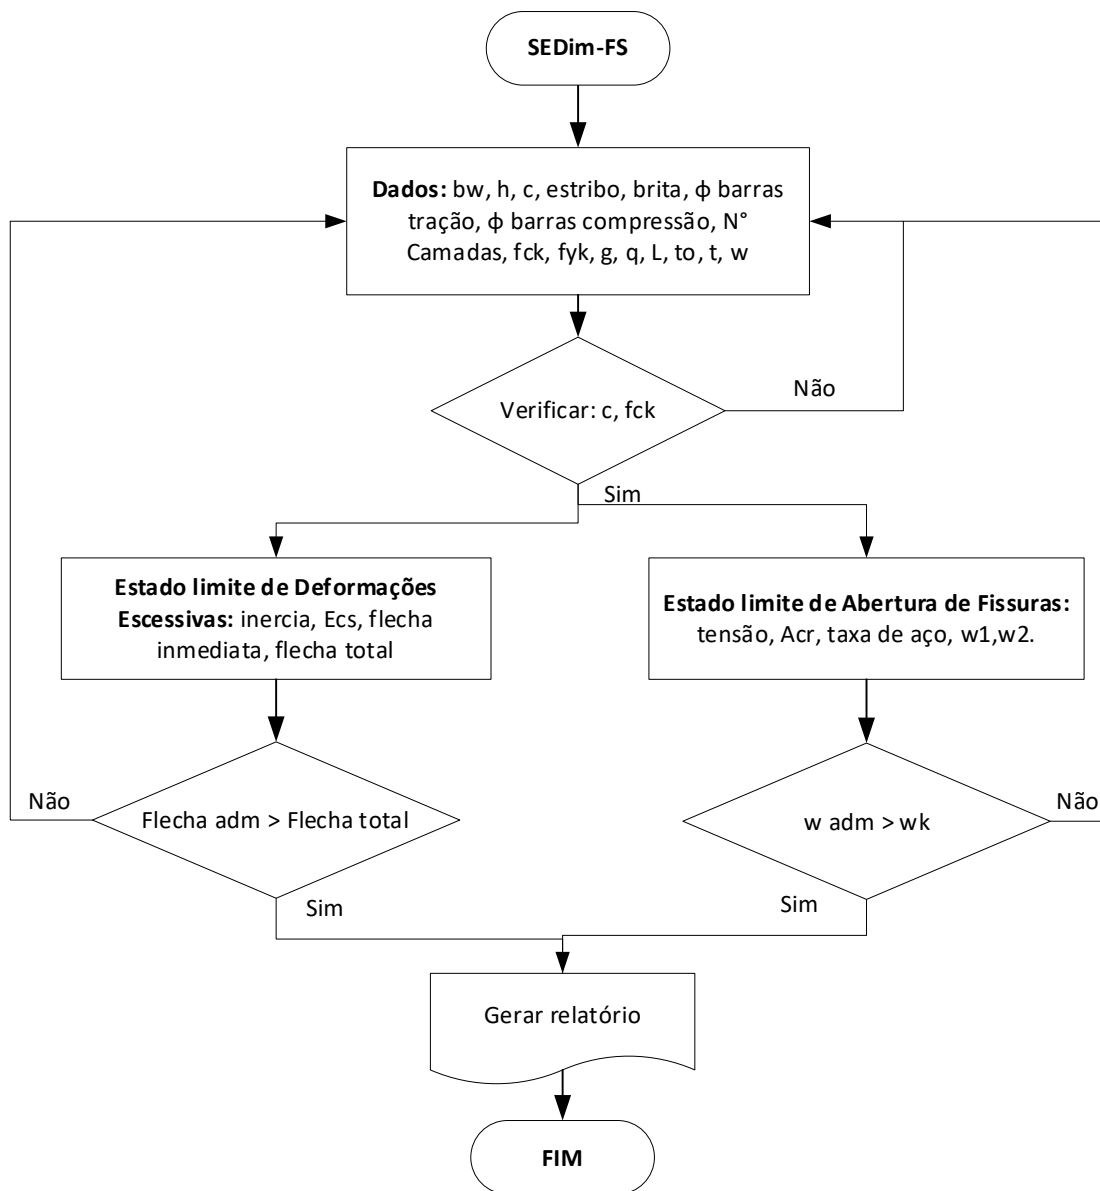 SEDim-FS
Dados: bw, h, c, estribo, brita, ф barras
tração, ф barras compressão, N°
Camadas, fck, fyk, g, q, L, to, t, w
Não
Verificar: c, fck
Sim
Estado limite de Deformações
Escessivas: inercia, Ecs, flecha
inmediata, flecha total
Estado limite de Abertura de Fissuras:
tensão, Acr, taxa de aço, w1,w2.
Não
Flecha adm > Flecha total
w adm > wk
Não
Sim
Sim
Gerar relatório
FIM